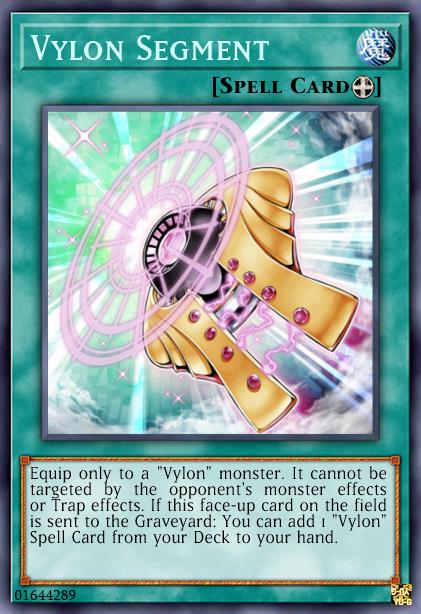 Vylon Segment
[Spell Card]
Equip only to a "Vylon" monster. It cannot be
targeted by the opponent's monster effects
or Trap effects. If this face-up card on the field
is sent to the Graveyard: You can add 1 "Vylon"
Spell Card from your Deck to your hand.
01644289